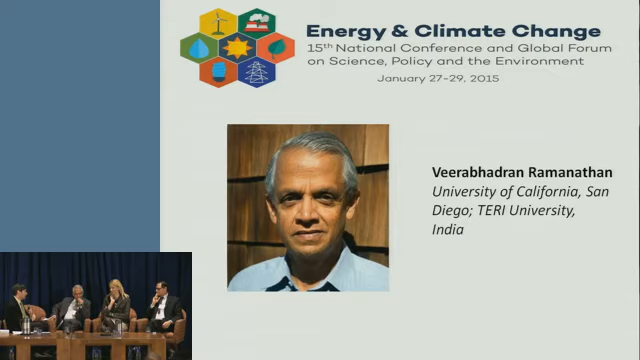 Energy & Climate Change
15th National Conference and Global Forum
on Science, Policy and the Environment
January 27-29, 2015
Veerabhadran Ramanathan
University of California, San
Diego; TERI University,
India